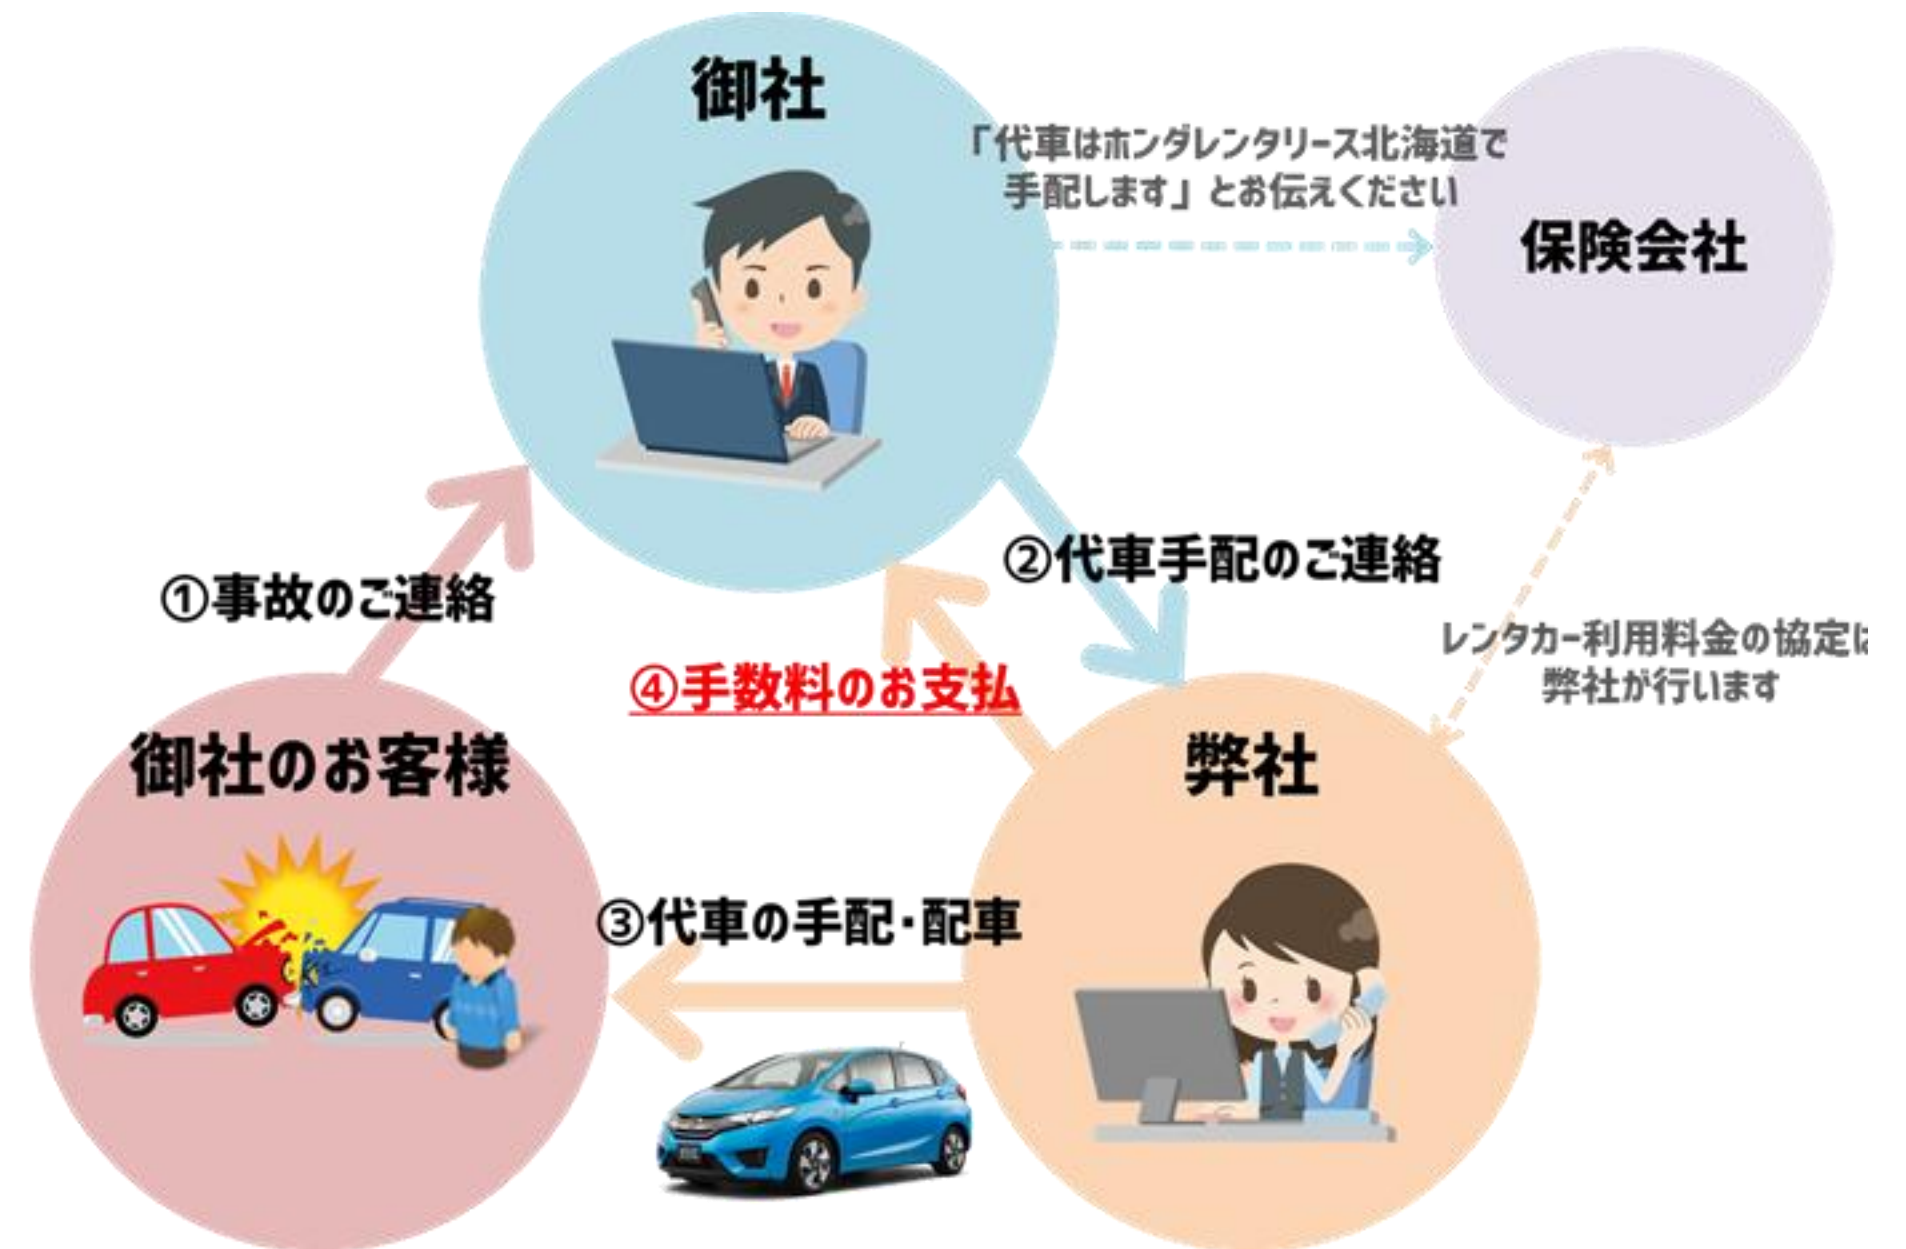 御社
「代車はホンダレンタリース北海道で
手配します」とお伝えください
保険会社
②代車手配のご連絡
①事故のご連絡
レンタカー利用料金の協定は
弊社が行います
④手数料のお支払
御社のお客様
弊社
③代車の手配・配車